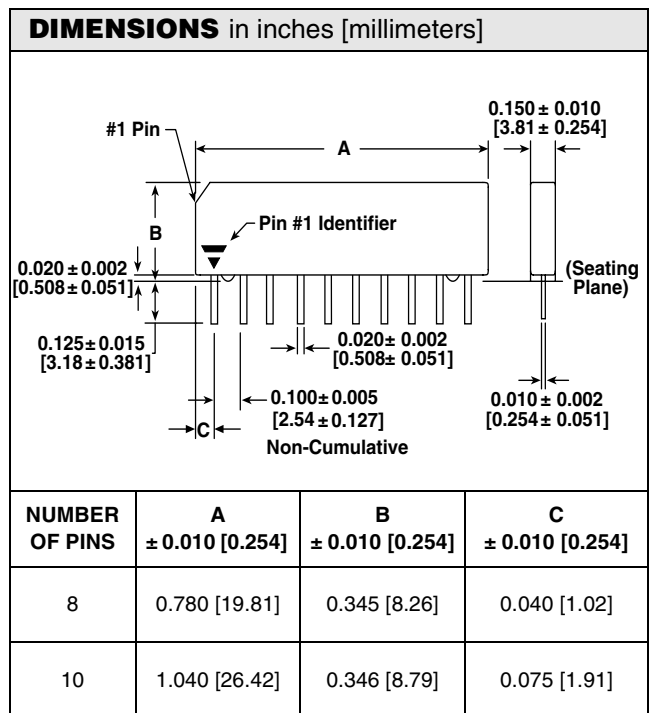 DIMENSIONS in inches [millimeters]
0.150 ± 0.010
[3.81 ± 0.254]
#1 Pin
A
B
Pin #1 Identifier
0.020 ± 0.002
[0.508 ± 0.051]
(Seating
Plane)
0.125 ± 0.015
[3.18 ± 0.381]
0.020 ± 0.002
[0.508 ± 0.051]
0.100 ± 0.005
[2.54 ± 0.127]
Non-Cumulative
C
0.010 ± 0.002
[0.254 ± 0.051]
NUMBER OF PINS
A ± 0.010 [0.254]
B ± 0.010 [0.254]
C ± 0.010 [0.254]
8 0.780 [19.81] 0.345 [8.26] 0.040 [1.02]
10 1.040 [26.42] 0.346 [8.79] 0.075 [1.91]